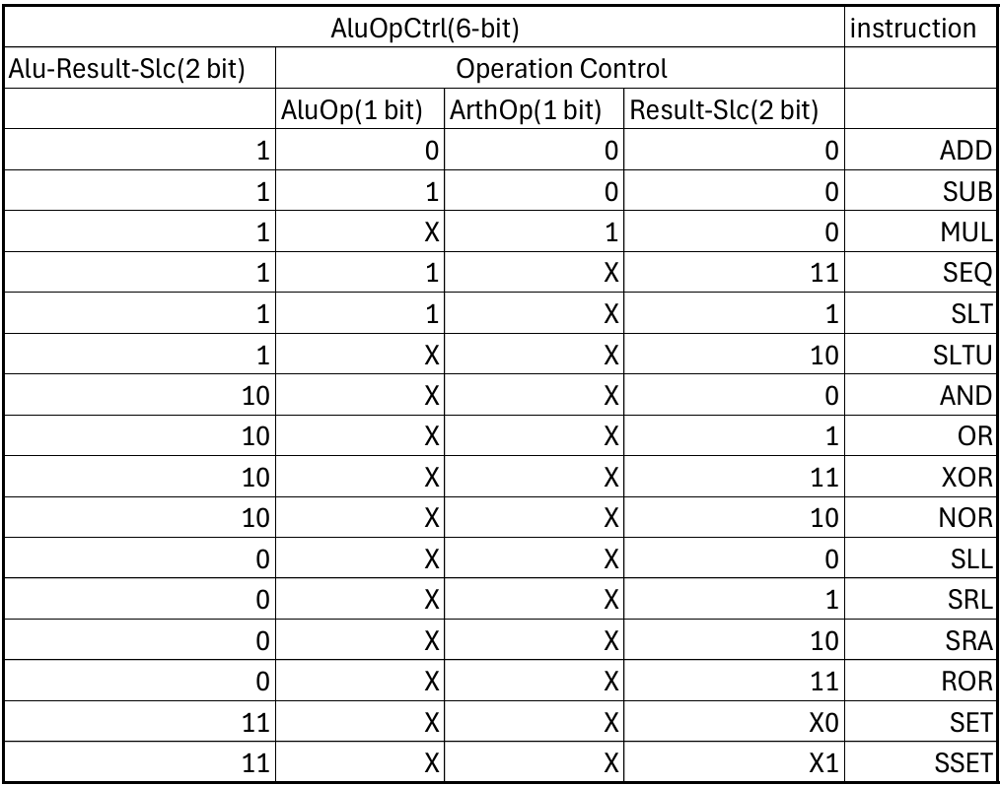 AluOpCtrl(6-bit) instruction
Alu-Result-Slc(2 bit) Operation Control
AluOp(1 bit) ArthOp(1 bit) Result-Slc(2 bit)
1 0 0 0 ADD
1 1 0 0 SUB
1 X 1 0 MUL
1 1 X 11 SEQ
1 1 X 1 SLT
1 X X 10 SLTU
10 X X 0 AND
10 X X 1 OR
10 X X 11 XOR
10 X X 10 NOR
0 X X 0 SLL
0 X X 1 SRL
0 X X 10 SRA
0 X X 11 ROR
11 X X X0 SET
11 X X X1 SSET